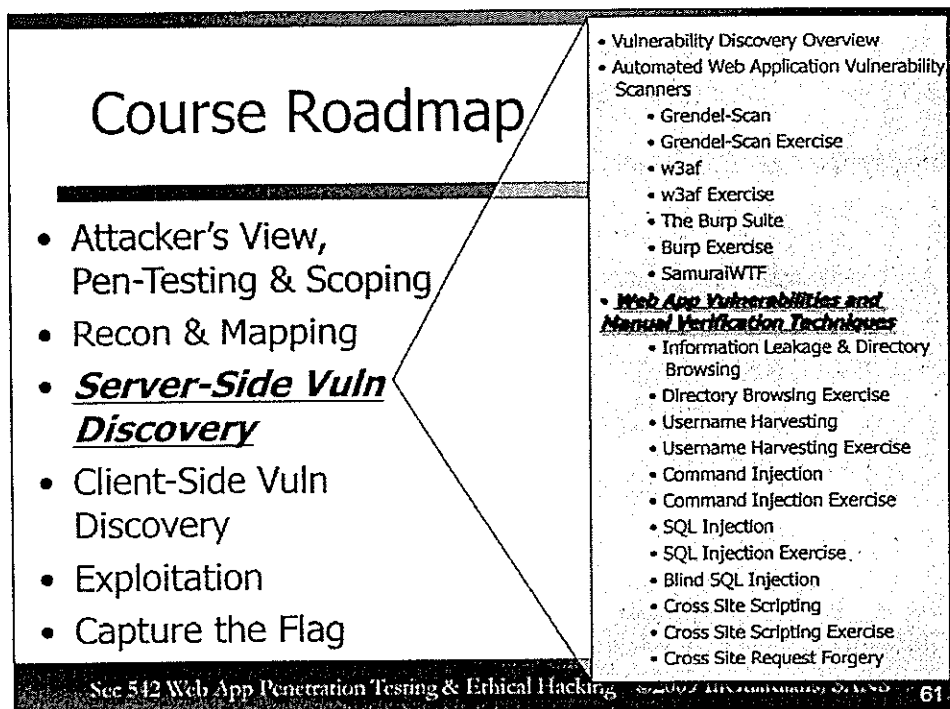 Course Roadmap
• Attacker's View,
Pen-Testing & Scoping
• Recon & Mapping
• Server-Side Vuln
Discovery
• Client-Side Vuln
Discovery
• Exploitation
• Capture the Flag
• Vulnerability Discovery Overview
• Automated Web Application Vulnerability
Scanners
• Grendel-Scan
• Grendel-Scan Exercise
• w3af
• w3af Exercise
• The Burp Suite
• Burp Exercise
• SamuraiWTF
• Web App Vulnerabilities and
Manual Verification Techniques
• Information Leakage & Directory
Browsing
• Directory Browsing Exercise
• Username Harvesting
• Username Harvesting Exercise
• Command Injection
• Command Injection Exercise
• SQL Injection
• SQL Injection Exercise
• Blind SQL Injection
• Cross Site Scripting
• Cross Site Scripting Exercise
• Cross Site Request Forgery
Sec 542 Web App Penetration Testing & Ethical Hacking
61